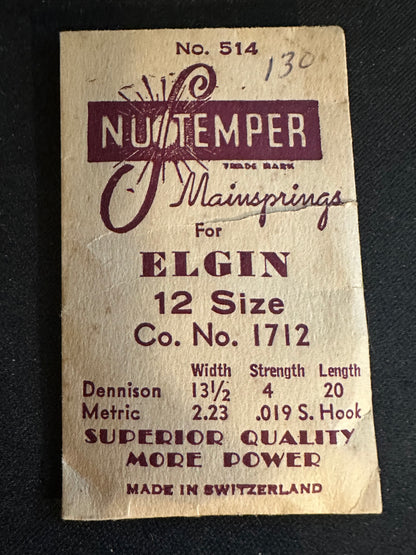 No. 514
130
NU-S-TEMPER
TRADE MARK
Mainsprings
For
ELGIN
12 Size
Co. No. 1712
Width Strength Length
Dennison 13½ 4 20
Metric 2.23 .019 S. Hook
SUPERIOR QUALITY
MORE POWER
MADE IN SWITZERLAND